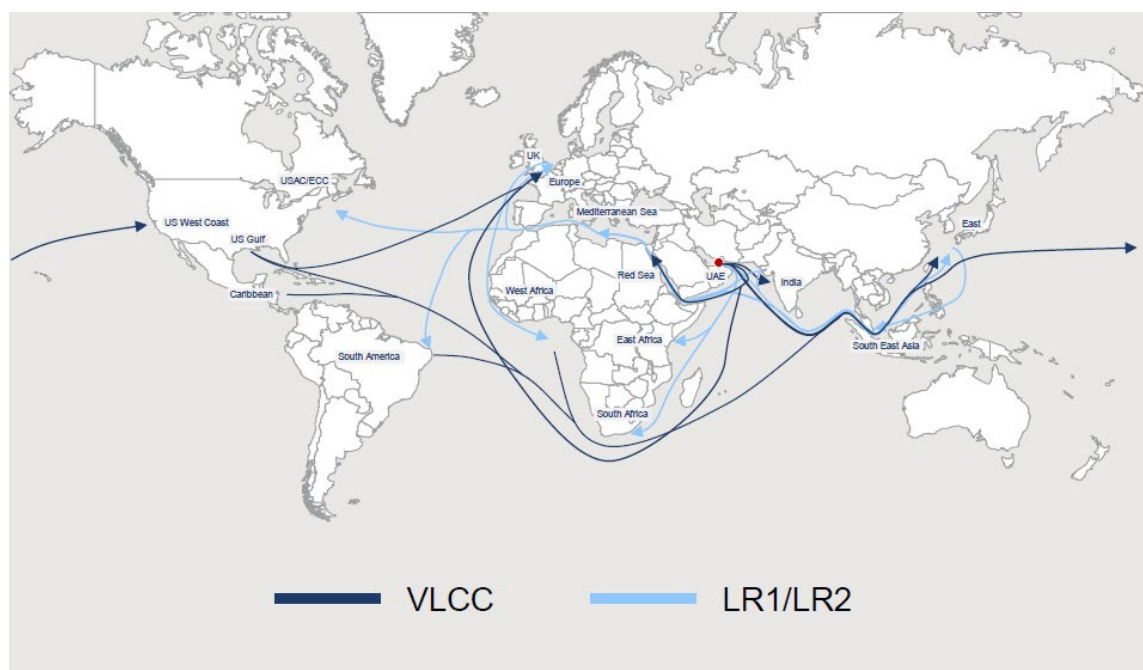 UK
USAC/ECC
Europe
US West Coast
Mediterranean Sea
East
US Gulf
Red Sea
UAE
India
Caribbean
West Africa
East Africa
South East Asia
South America
South Africa
VLCC
LR1/LR2